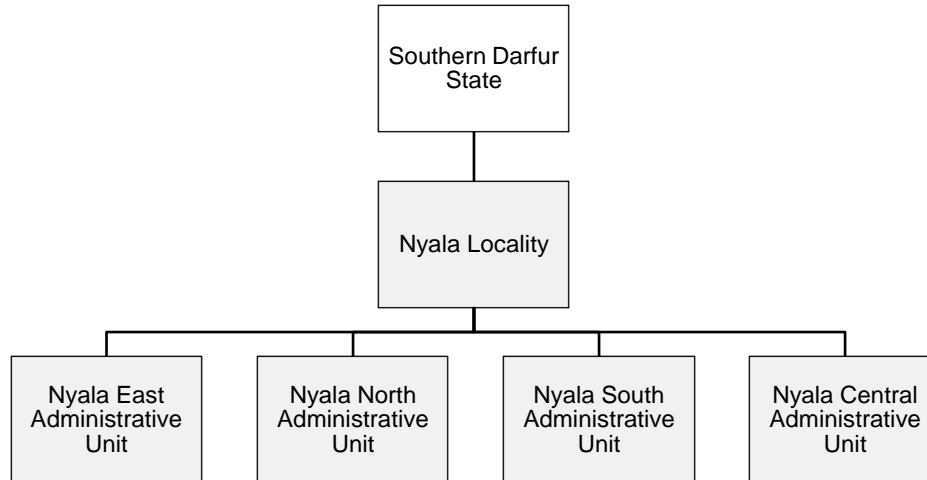 Southern Darfur
State
Nyala Locality
Nyala East
Administrative
Unit
Nyala North
Administrative
Unit
Nyala South
Administrative
Unit
Nyala Central
Administrative
Unit